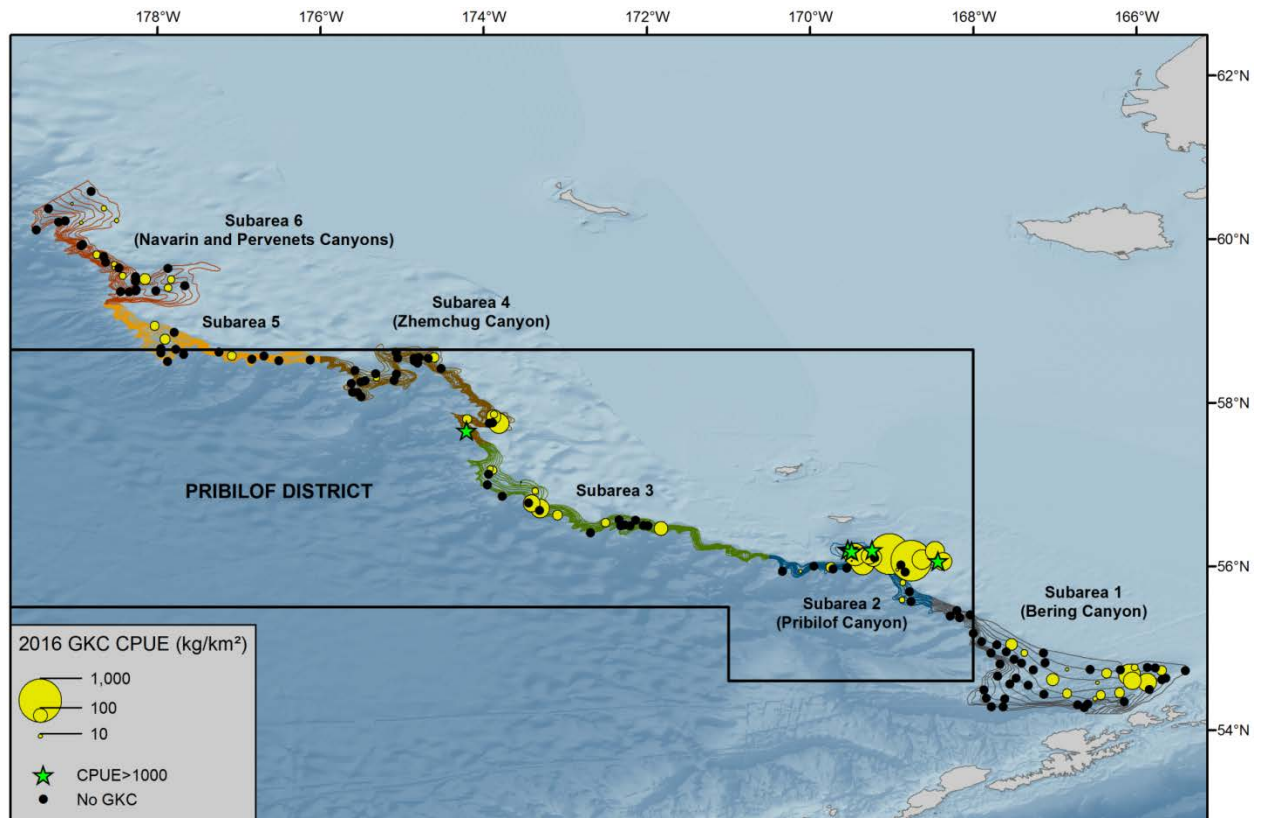 178°W 176°W 174°W 172°W 170°W 168°W 166°W
62°N
60°N
58°N
56°N
54°N
Subarea 6
(Navarin and Pervenets Canyons)
Subarea 5
Subarea 4
(Zhemchug Canyon)
PRIBILOF DISTRICT
Subarea 3
Subarea 2
(Pribilof Canyon)
Subarea 1
(Bering Canyon)
2016 GKC CPUE (kg/km²)
1,000
100
10
CPUE>1000
No GKC